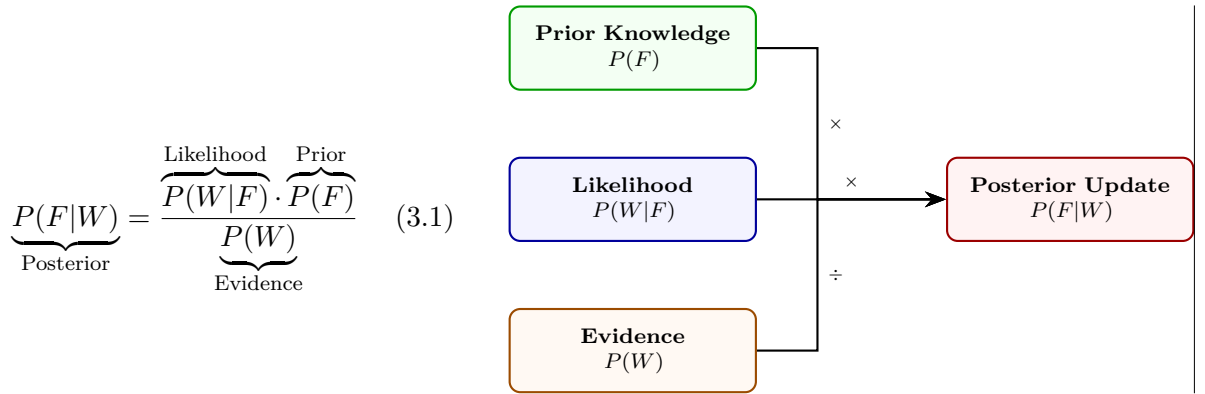 Likelihood Prior
P(F|W) = P(W|F) · P(F) (3.1)
P(W)
Posterior
Evidence
Prior Knowledge
P(F)
×
Likelihood
P(W|F)
×
÷
Evidence
P(W)
Posterior Update
P(F|W)